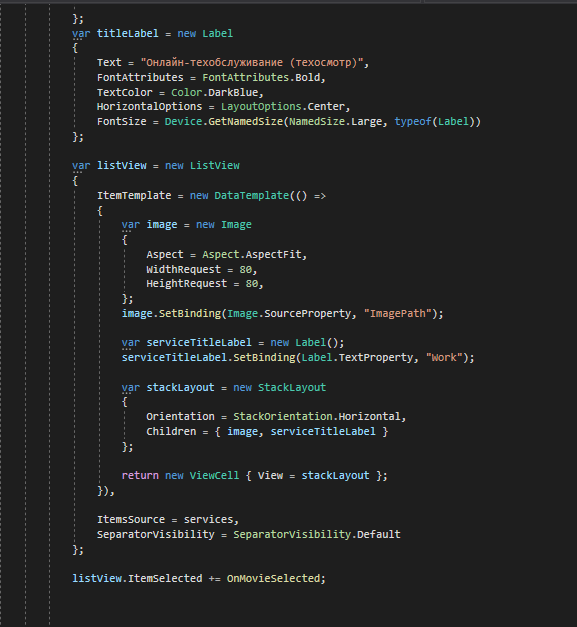 };
var titleLabel = new Label
{
Text = "Онлайн-техобслуживание (техосмотр)",
FontAttributes = FontAttributes.Bold,
TextColor = Color.DarkBlue,
HorizontalOptions = LayoutOptions.Center,
FontSize = Device.GetNamedSize(NamedSize.Large, typeof(Label))
};
var listView = new ListView
{
ItemTemplate = new DataTemplate(() =>
{
var image = new Image
{
Aspect = Aspect.AspectFit,
WidthRequest = 80,
HeightRequest = 80,
};
image.SetBinding(Image.SourceProperty, "ImagePath");
var serviceTitleLabel = new Label();
serviceTitleLabel.SetBinding(Label.TextProperty, "Work");
var stackLayout = new StackLayout
{
Orientation = StackOrientation.Horizontal,
Children = { image, serviceTitleLabel }
};
return new ViewCell { View = stackLayout };
}),
ItemsSource = services,
SeparatorVisibility = SeparatorVisibility.Default
};
listView.ItemSelected += OnMovieSelected;